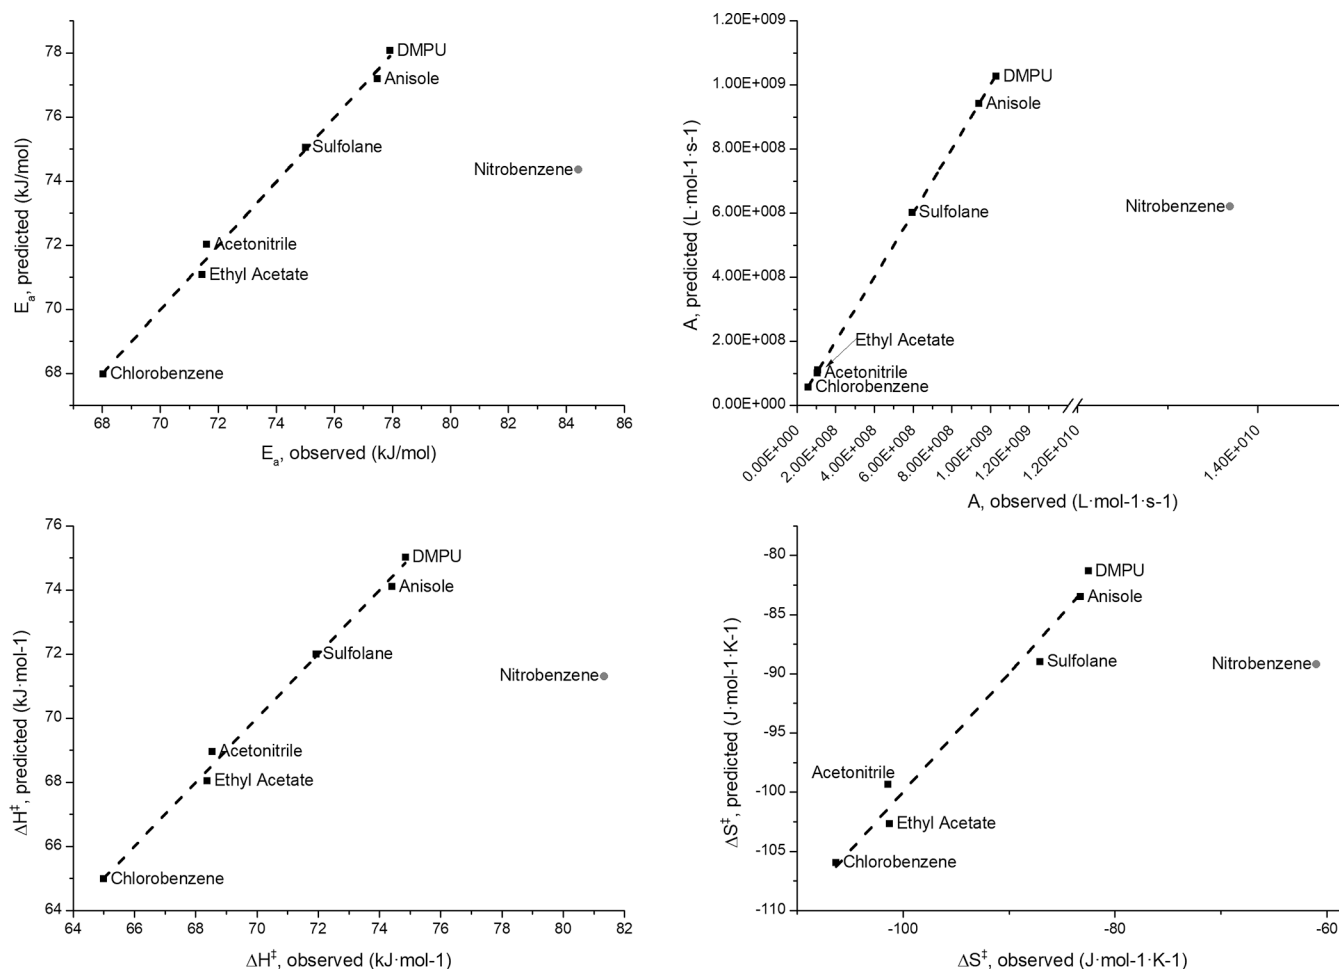 78
76
74
72
70
68
E_a, predicted (kJ/mol)
DMPU
Anisole
Sulfolane
Nitrobenzene
Acetonitrile
Ethyl Acetate
Chlorobenzene
68
70
72
74
76
78
80
82
84
86
E_a, observed (kJ/mol)
1.20E+009
1.00E+009
8.00E+008
6.00E+008
4.00E+008
2.00E+008
0.00E+000
A, predicted (L·mol-1·s-1)
DMPU
Anisole
Sulfolane
Nitrobenzene
Ethyl Acetate
Acetonitrile
Chlorobenzene
0.00E+000
2.00E+008
4.00E+008
6.00E+008
8.00E+008
1.00E+009
1.20E+009
1.20E+010
1.40E+010
A, observed (L·mol-1·s-1)
76
74
72
70
68
66
64
ΔH‡, predicted (kJ·mol-1)
DMPU
Anisole
Sulfolane
Nitrobenzene
Acetonitrile
Ethyl Acetate
Chlorobenzene
64
66
68
70
72
74
76
78
80
82
ΔH‡, observed (kJ·mol-1)
-80
-85
-90
-95
-100
-105
-110
ΔS‡, predicted (J·mol-1·K-1)
DMPU
Anisole
Sulfolane
Nitrobenzene
Acetonitrile
Ethyl Acetate
Chlorobenzene
-100
-80
-60
ΔS‡, observed (J·mol-1·K-1)